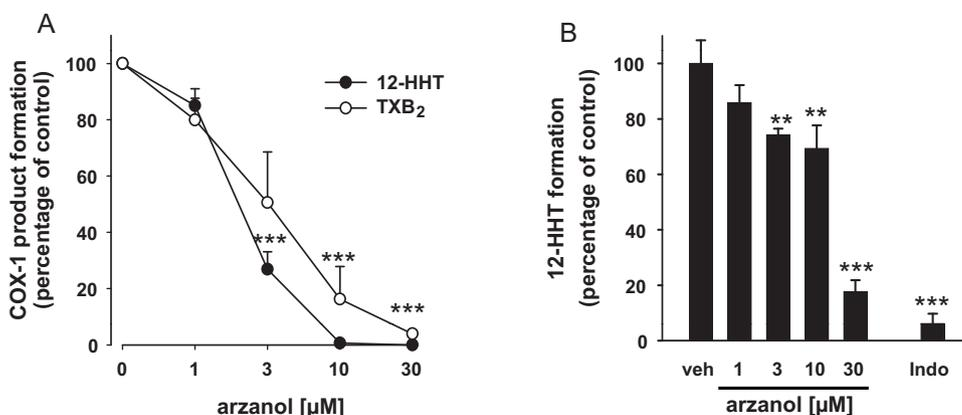 A
COX-1 product formation
(percentage of control)
100
80
60
40
20
0
12-HHT
TXB₂
***
***
***
0 1 3 10 30
arzanol [µM]
B
12-HHT formation
(percentage of control)
100
80
60
40
20
0
**
**
***
***
veh 1 3 10 30 Indo
arzanol [µM]